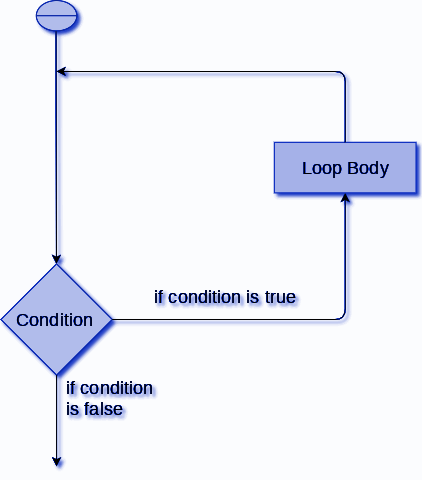 Loop Body
if condition is true
Condition
if condition
is false